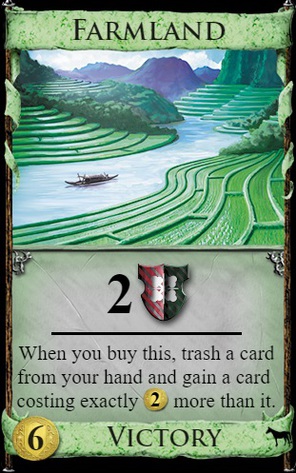 FARMLAND
2
When you buy this, trash a card
from your hand and gain a card
costing exactly 2 more than it.
6 VICTORY